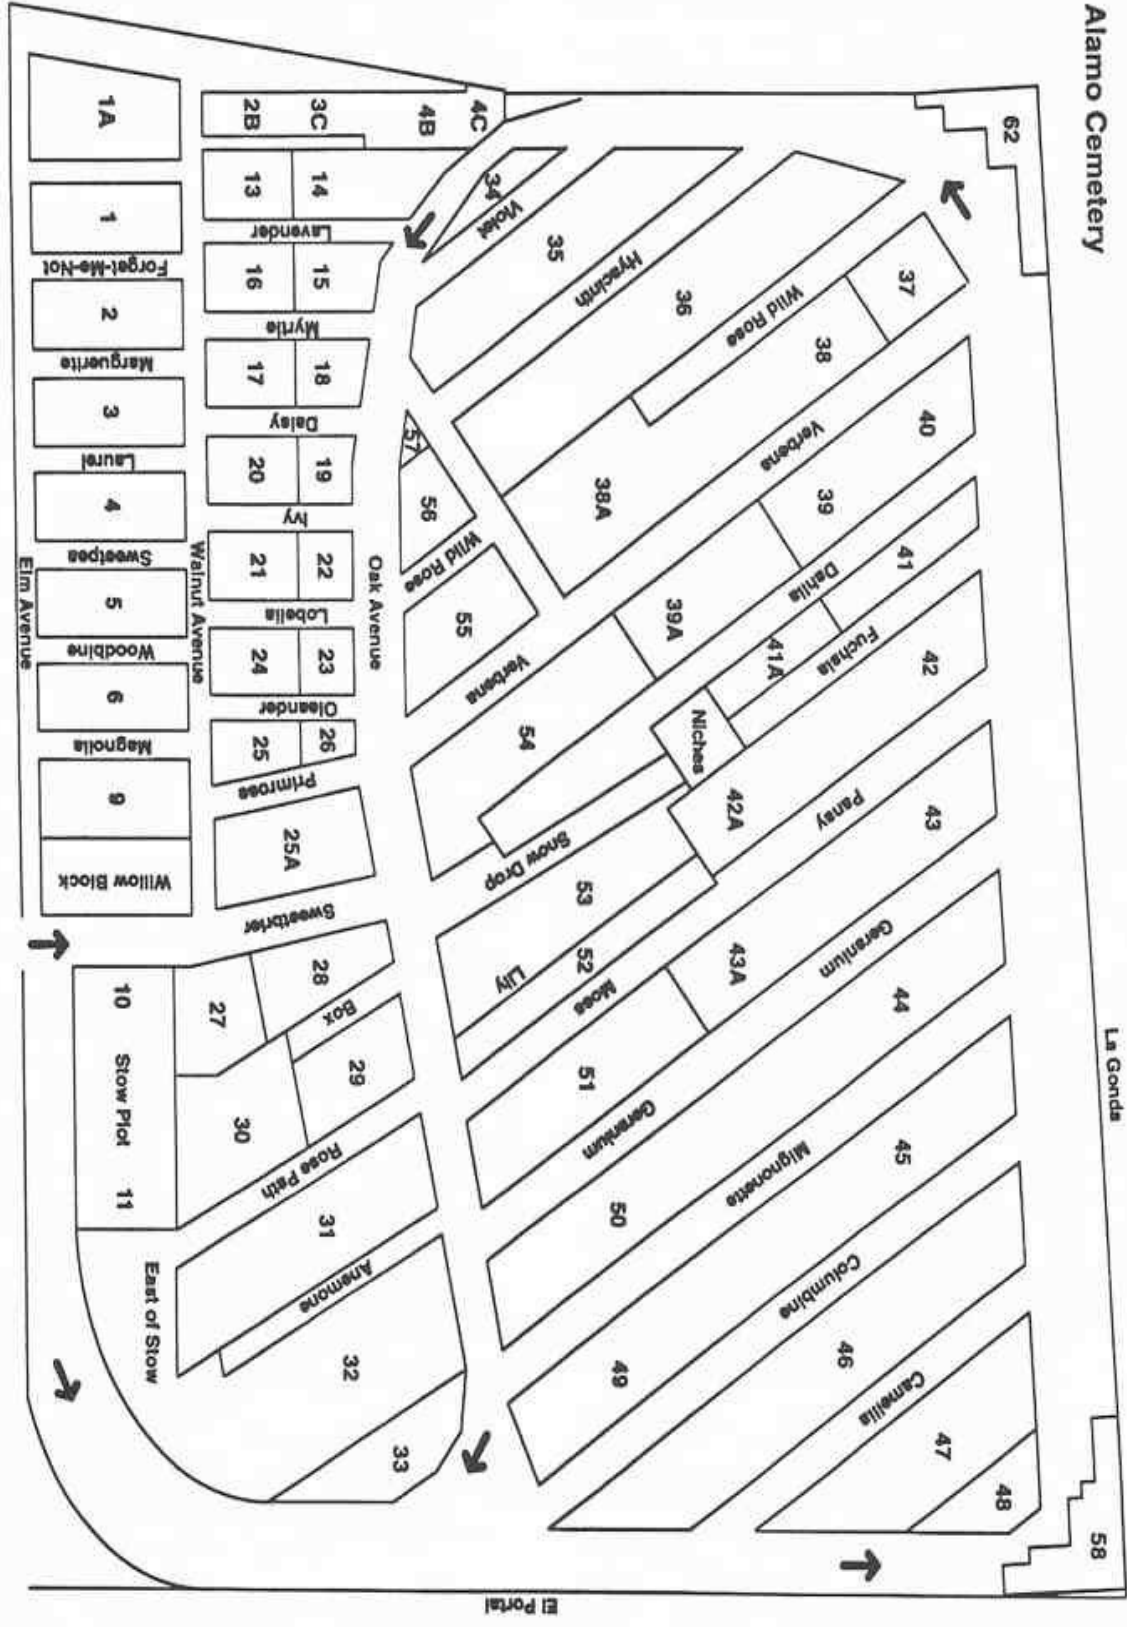 Alamo Cemetery
62
La Gonda
58
El Portal
1A
2B
3C
4B
4C
1
13
14
34
Violet
35
Hyacinth
36
Wild Rose
37
38
38A
Lavender
Forget-Me-Not
16
15
2
Myrtle
Marguerite
17
18
3
Daisy
Laurel
20
19
57
56
Wild Rose
55
Verbena
40
39
39A
Dahlia
41
41A
Fuchsia
42
4
Ivy
Sweetpea
21
22
5
Lobelia
Woodbine
24
23
6
Oleander
Magnolia
25
26
9
Primrose
25A
Willow Block
Sweetbrier
Elm Avenue
Walnut Avenue
Oak Avenue
Verbena
54
Niches
42A
Pansy
43
Snow Drop
53
Lily
52
Moss
43A
Geranium
44
51
Geranium
50
Mignonette
45
Columbine
49
46
Camellia
47
48
10
Stow Plot
11
27
28
Box
29
30
Rose Path
31
Anemone
East of Stow
32
33